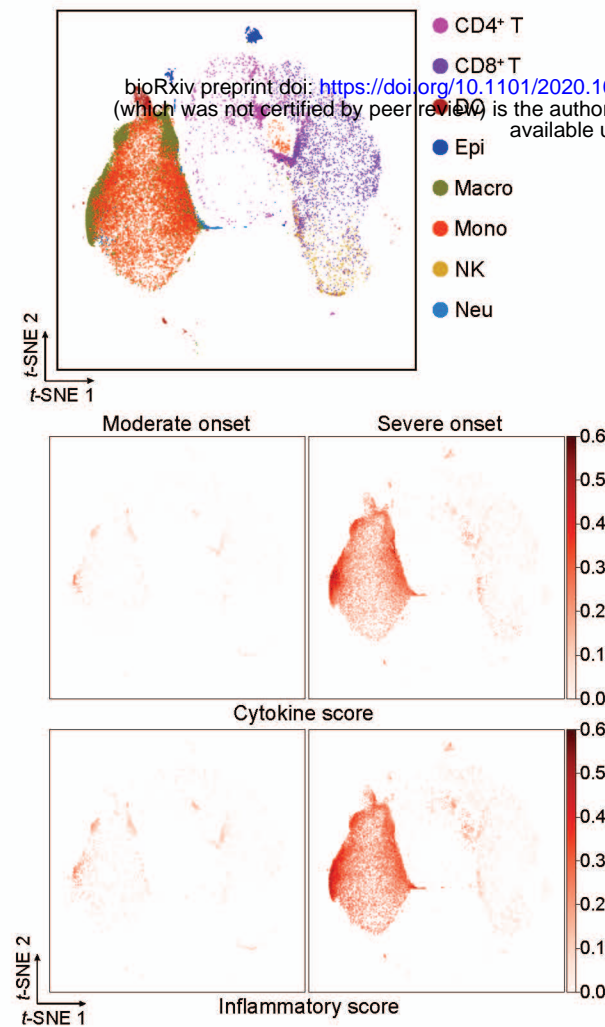 CD4+ T
CD8+ T
bioRxiv preprint doi: https://doi.org/10.1101/2020.10
(which was not certified by peer review) is the author
DC
available u
Epi
Macro
Mono
NK
Neu
t-SNE 2
t-SNE 1
Moderate onset
Severe onset
0.6
0.5
0.4
0.3
0.2
0.1
0.0
Cytokine score
0.6
0.5
0.4
0.3
0.2
0.1
0.0
t-SNE 2
t-SNE 1
Inflammatory score